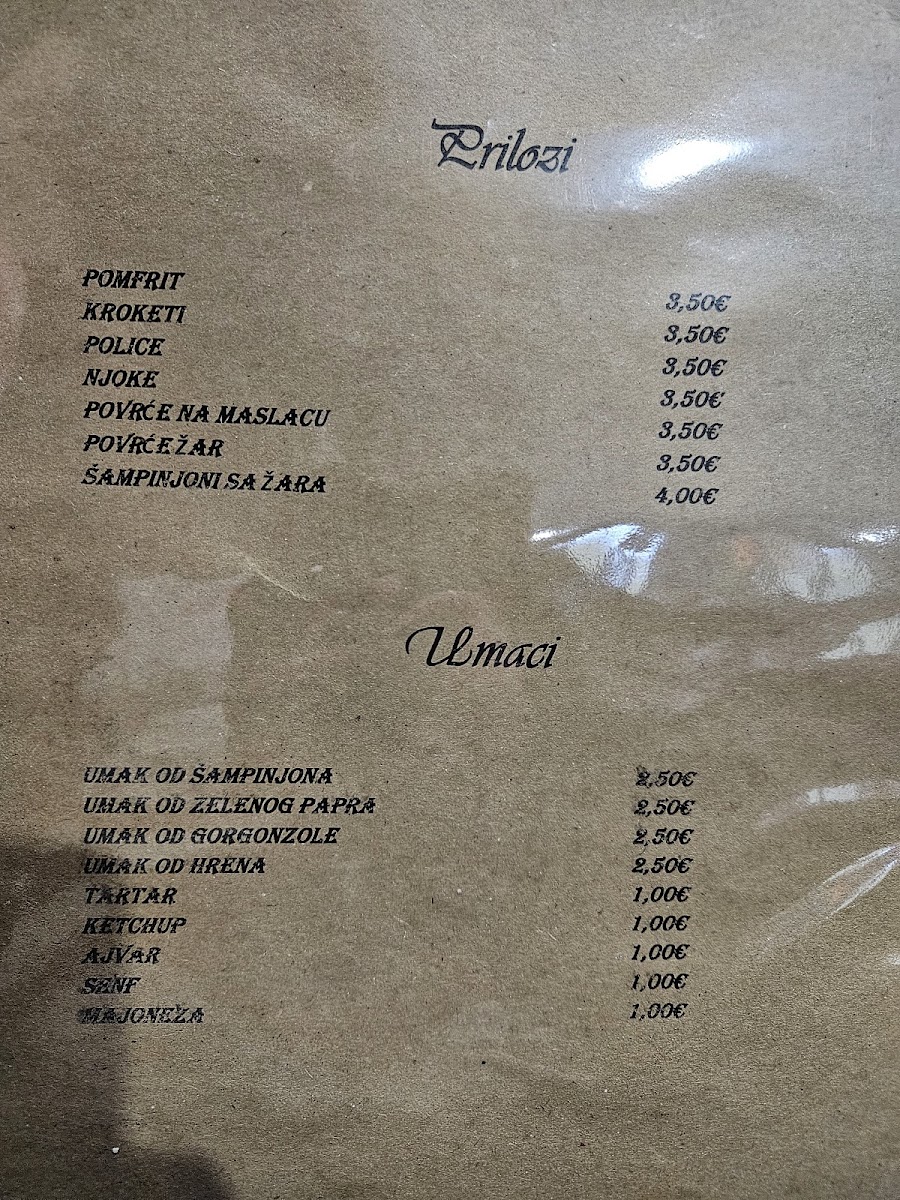 Prilozi
POMFRIT 3,50€
KROKETI 3,50€
POLICE 3,50€
NJOKE 3,50€
POVRĆE NA MASLACU 3,50€
POVRĆE ŽAR 3,50€
ŠAMPINJONI SA ŽARA 4,00€
Umaci
UMAK OD ŠAMPINJONA 2,50€
UMAK OD ZELENOG PAPRA 2,50€
UMAK OD GORGONZOLE 2,50€
UMAK OD HRENA 2,50€
TARTAR 1,00€
KETCHUP 1,00€
AJVAR 1,00€
SENF 1,00€
MAJONEZA 1,00€